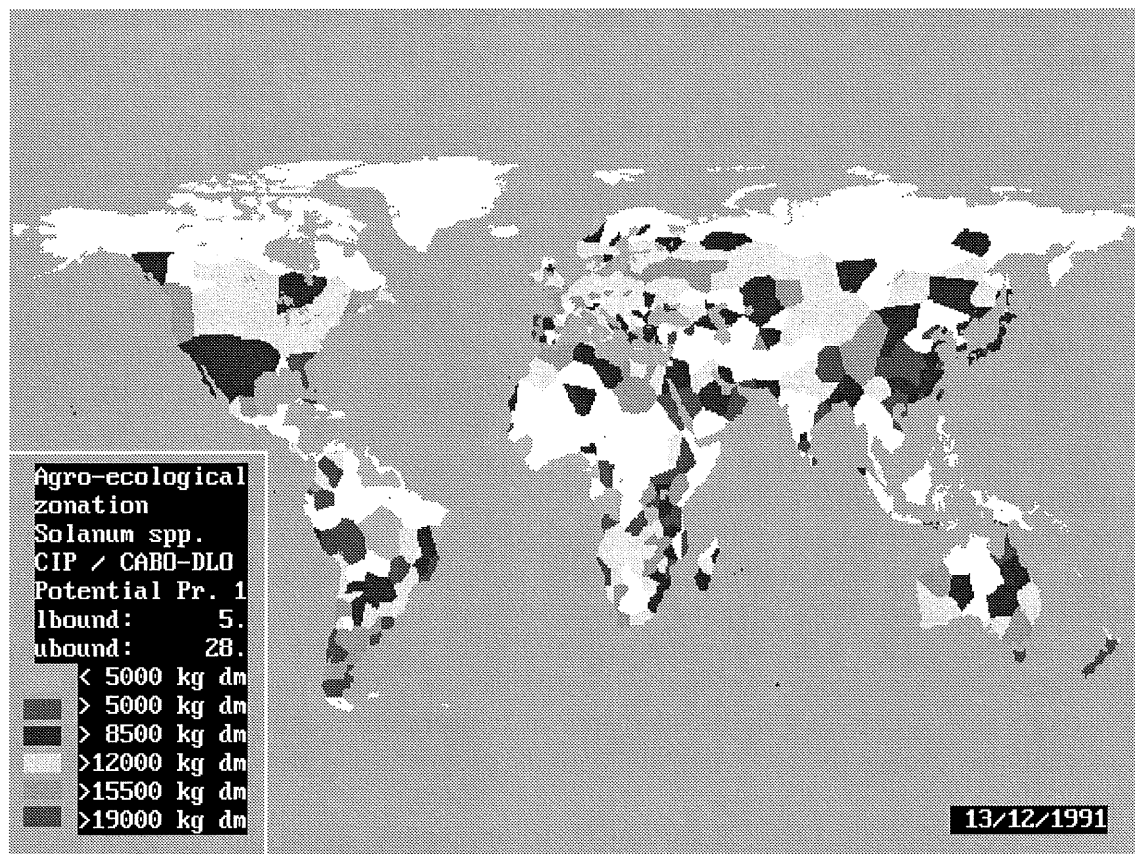 Agro-ecological
zonation
Solanum spp.
CIP / CABO-DLO
Potential Pr. 1
lbound: 5.
ubound: 28.
< 5000 kg dm
> 5000 kg dm
> 8500 kg dm
>12000 kg dm
>15500 kg dm
>19000 kg dm
13/12/1991